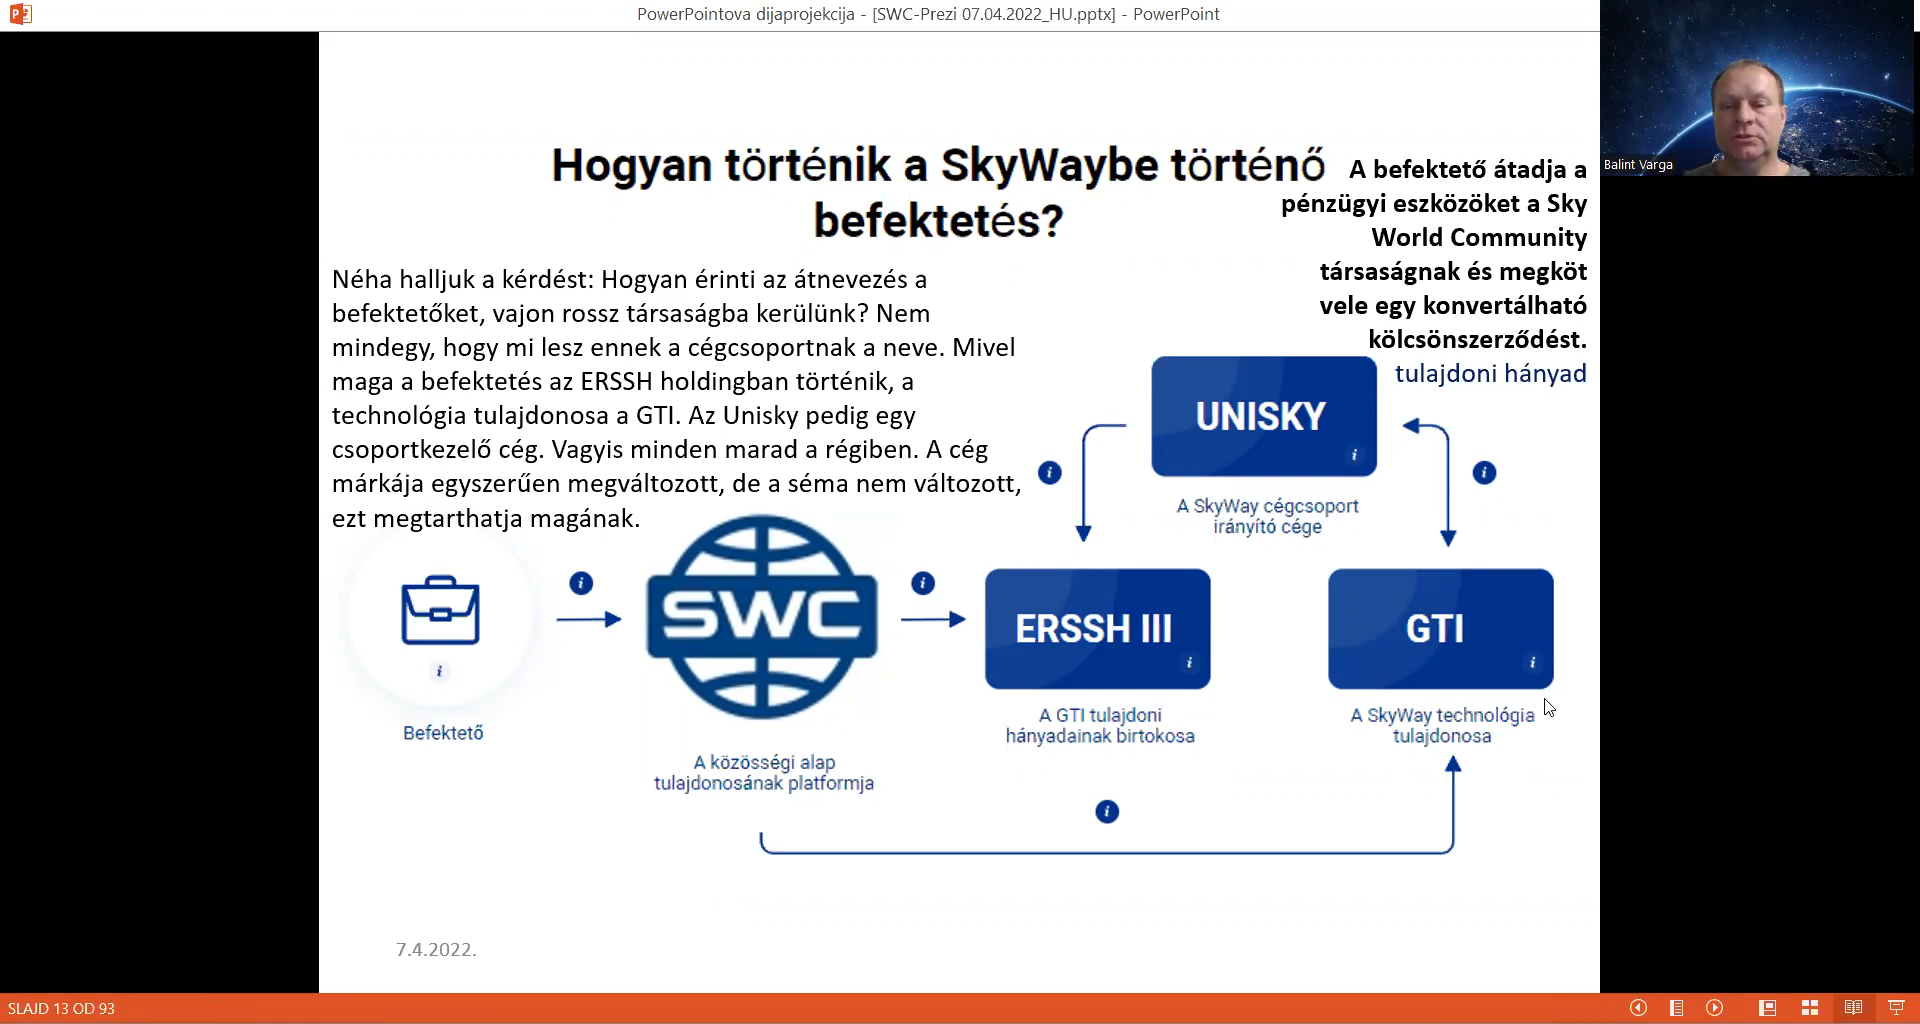 PowerPointova dijaprojekcija - [SWC-Prezi 07.04.2022_HU.pptx] - PowerPoint
Balint Varga
Hogyan történik a SkyWaybe történő
befektetés?
A befektető átadja a
pénzügyi eszközöket a Sky
World Community
társaságnak és megköt
vele egy konvertálható
kölcsönszerződést.
tulajdoni hányad
Néha halljuk a kérdést: Hogyan érinti az átnevezés a
befektetőket, vajon rossz társaságba kerülünk? Nem
mindegy, hogy mi lesz ennek a cégcsoportnak a neve. Mivel
maga a befektetés az ERSSH holdingban történik, a
technológia tulajdonosa a GTI. Az Unisky pedig egy
csoportkezelő cég. Vagyis minden marad a régiben. A cég
márkája egyszerűen megváltozott, de a séma nem változott,
ezt megtarthatja magának.
UNISKY
i
i
i
A SkyWay cégcsoport
irányító cége
i
i
SWC
ERSSH III
i
GTI
i
i
Befektető
A közösségi alap
tulajdonosának platformja
A GTI tulajdoni
hányadainak birtokosa
A SkyWay technológia
tulajdonosa
i
7.4.2022.
SLAJD 13 OD 93